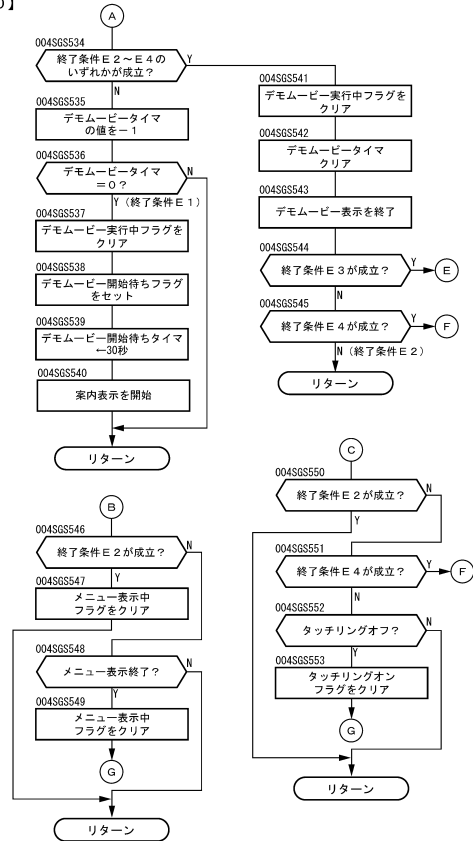 】
A
004SGS534
終了条件E2~E4の
いずれかが成立?
Y
N
004SGS535
デモムービータイマ
の値を-1
004SGS536
デモムービータイマ
=0?
N
Y(終了条件E1)
004SGS537
デモムービー実行中フラグを
クリア
004SGS538
デモムービー開始待ちフラグ
をセット
004SGS539
デモムービー開始待ちタイマ
←30秒
004SGS540
案内表示を開始
リターン
004SGS541
デモムービー実行中フラグを
クリア
004SGS542
デモムービータイマ
クリア
004SGS543
デモムービー表示を終了
004SGS544
終了条件E3が成立?
Y
E
N
004SGS545
終了条件E4が成立?
Y
F
N(終了条件E2)
リターン
B
004SGS546
終了条件E2が成立?
N
Y
004SGS547
メニュー表示中
フラグをクリア
004SGS548
メニュー表示終了?
N
Y
004SGS549
メニュー表示中
フラグをクリア
G
リターン
C
004SGS550
終了条件E2が成立?
N
Y
004SGS551
終了条件E4が成立?
Y
F
N
004SGS552
タッチリングオフ?
N
Y
004SGS553
タッチリングオン
フラグをクリア
G
リターン